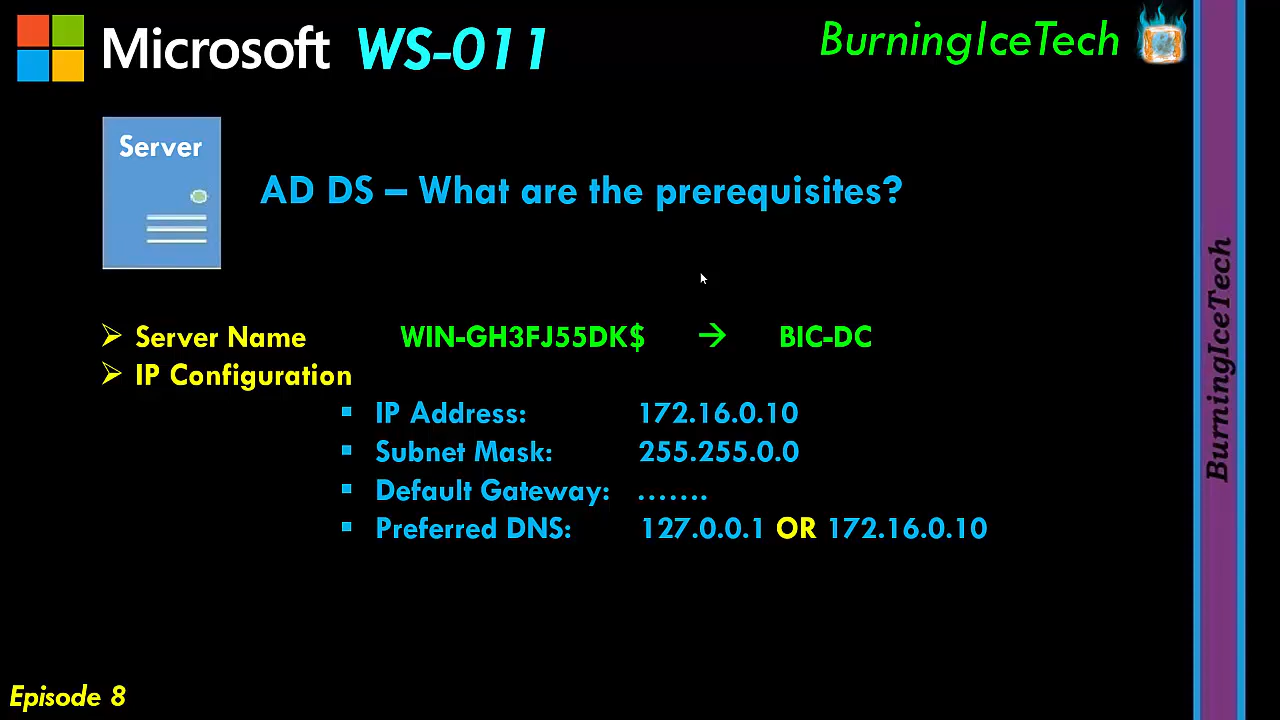 Microsoft WS-011
BurningIceTech
Server
AD DS – What are the prerequisites?
➢ Server Name WIN-GH3FJ55DK$ → BIC-DC
➢ IP Configuration
▪ IP Address: 172.16.0.10
▪ Subnet Mask: 255.255.0.0
▪ Default Gateway: .......
▪ Preferred DNS: 127.0.0.1 OR 172.16.0.10
BurningIceTech
Episode 8